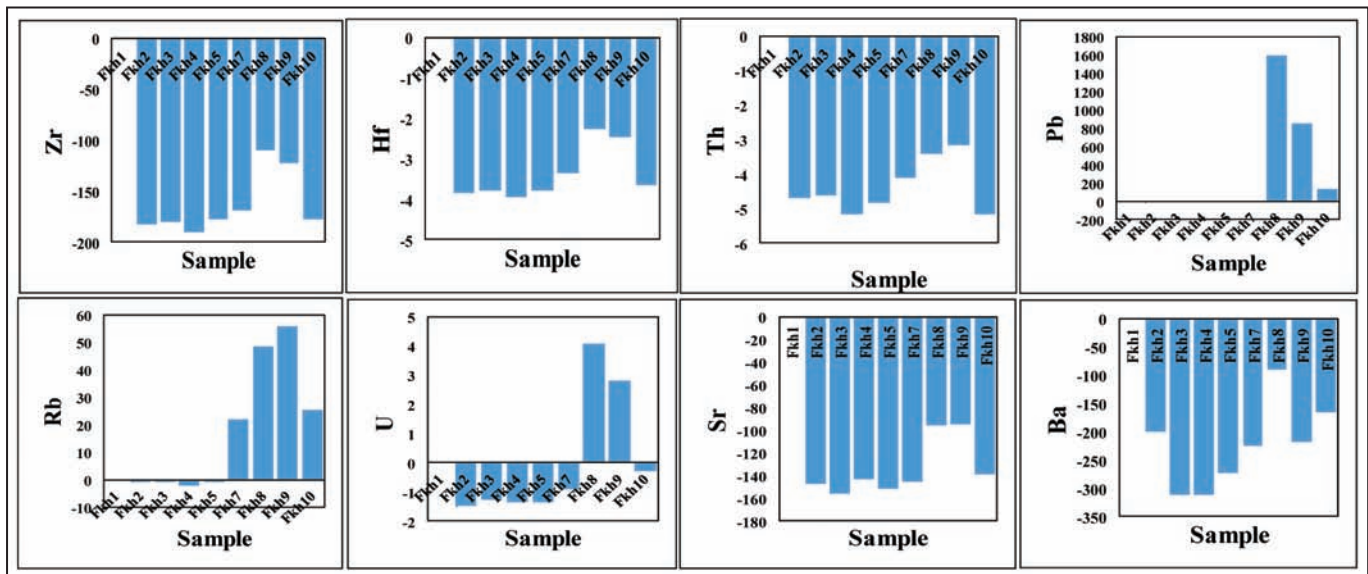 0
-50
-100
-150
-200
Zr
Fkh1 Fkh2 Fkh3 Fkh4 Fkh5 Fkh7 Fkh8 Fkh9 Fkh10
Sample
0
-1
-2
-3
-4
-5
Hf
Fkh1 Fkh2 Fkh3 Fkh4 Fkh5 Fkh7 Fkh8 Fkh9 Fkh10
Sample
0
-1
-2
-3
-4
-5
-6
Th
Fkh1 Fkh2 Fkh3 Fkh4 Fkh5 Fkh7 Fkh8 Fkh9 Fkh10
Sample
1800
1600
1400
1200
1000
800
600
400
200
0
-200
Pb
Fkh1 Fkh2 Fkh3 Fkh4 Fkh5 Fkh7 Fkh8 Fkh9 Fkh10
Sample
60
50
40
30
20
10
0
-10
Rb
Fkh1 Fkh2 Fkh3 Fkh4 Fkh5 Fkh7 Fkh8 Fkh9 Fkh10
Sample
5
4
3
2
1
0
-1
-2
U
Fkh1 Fkh2 Fkh3 Fkh4 Fkh5 Fkh7 Fkh8 Fkh9 Fkh10
Sample
0
-20
-40
-60
-80
-100
-120
-140
-160
-180
Sr
Fkh1 Fkh2 Fkh3 Fkh4 Fkh5 Fkh7 Fkh8 Fkh9 Fkh10
Sample
0
-50
-100
-150
-200
-250
-300
-350
Ba
Fkh1 Fkh2 Fkh3 Fkh4 Fkh5 Fkh7 Fkh8 Fkh9 Fkh10
Sample